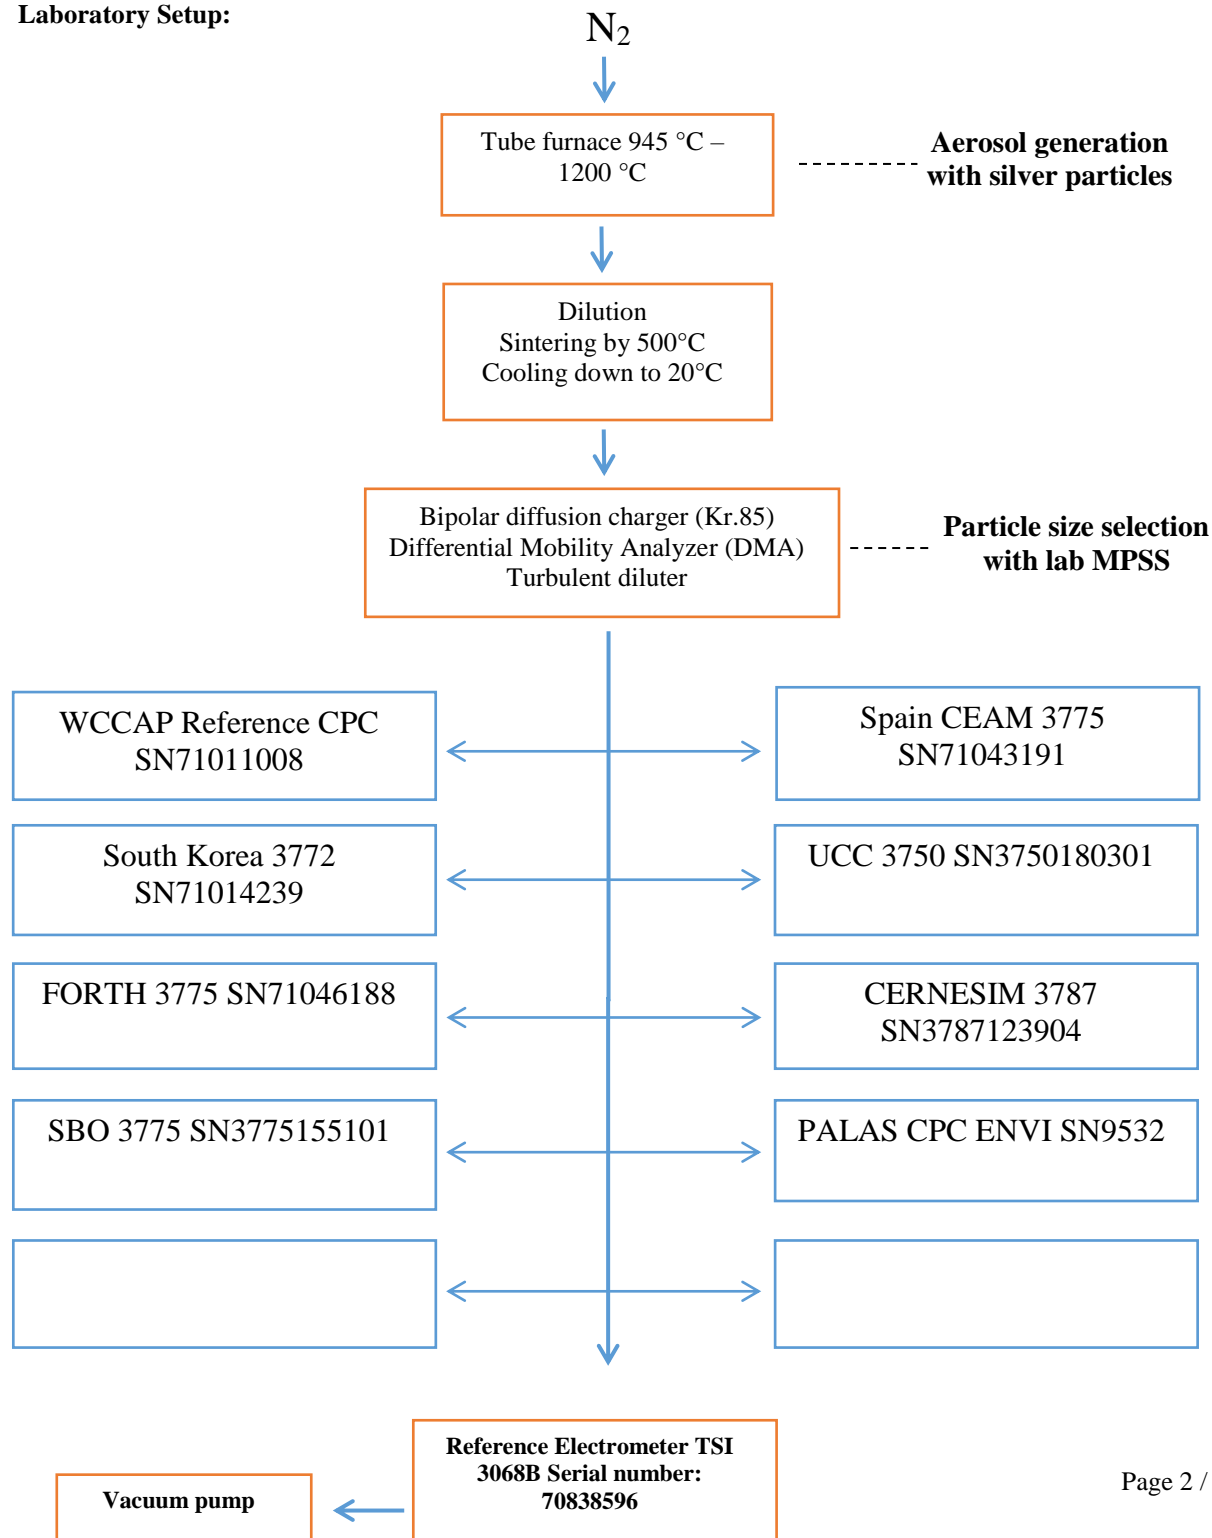 Laboratory Setup:
N₂
Tube furnace 945 °C –
1200 °C
Aerosol generation
with silver particles
Dilution
Sintering by 500°C
Cooling down to 20°C
Bipolar diffusion charger (Kr.85)
Differential Mobility Analyzer (DMA)
Turbulent diluter
Particle size selection
with lab MPSS
WCCAP Reference CPC
SN71011008
Spain CEAM 3775
SN71043191
South Korea 3772
SN71014239
UCC 3750 SN3750180301
FORTH 3775 SN71046188
CERNESIM 3787
SN3787123904
SBO 3775 SN3775155101
PALAS CPC ENVI SN9532
Reference Electrometer TSI
3068B Serial number:
70838596
Vacuum pump
Page 2 /